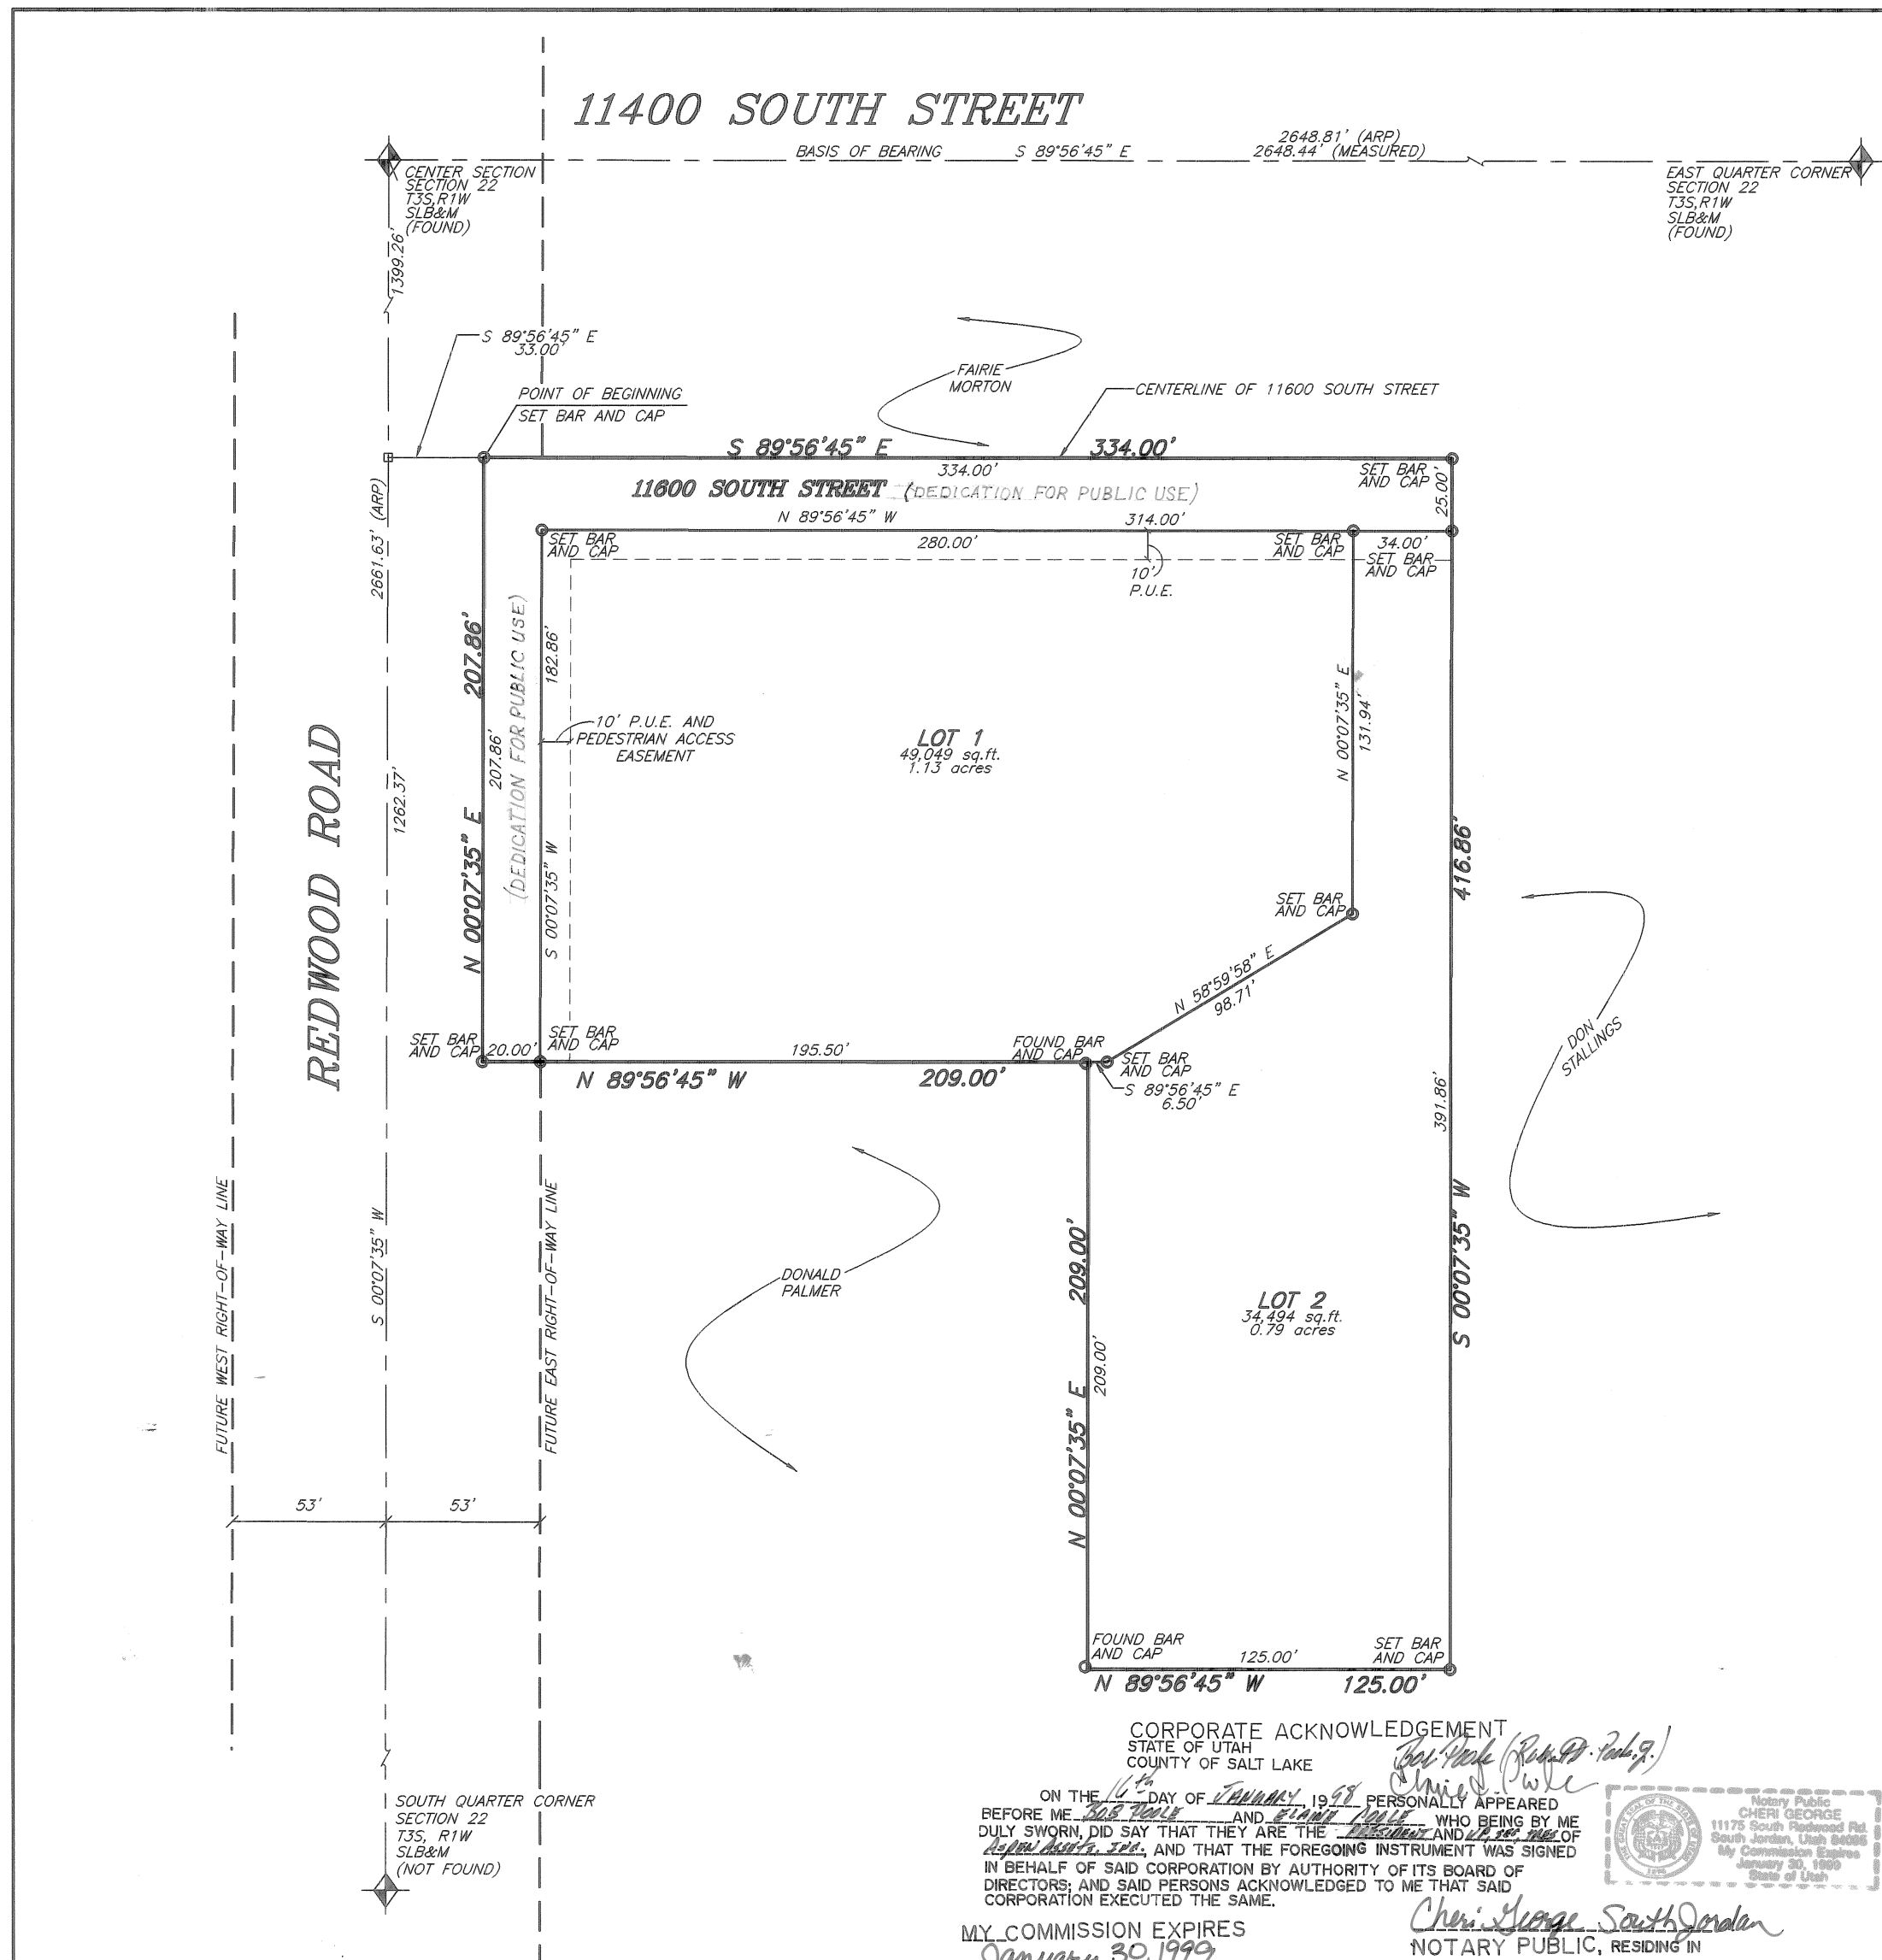 11400 SOUTH STREET
BASIS OF BEARING S 89°56'45" E
2648.81' (ARP)
2648.44' (MEASURED)
CENTER SECTION
SECTION 22
T3S,R1W
SLB&M
(FOUND)
EAST QUARTER CORNER
SECTION 22
T3S,R1W
SLB&M
(FOUND)
1399.26'
S 89°56'45" E
33.00'
POINT OF BEGINNING
SET BAR AND CAP
FAIRIE
MORTON
CENTERLINE OF 11600 SOUTH STREET
S 89°56'45" E 334.00'
334.00'
SET BAR
AND CAP
25.00'
11600 SOUTH STREET (DEDICATION FOR PUBLIC USE)
N 89°56'45" W 314.00'
SET BAR
AND CAP
280.00'
SET BAR
AND CAP
34.00'
SET BAR
AND CAP
10'
P.U.E.
2661.63' (ARP)
207.86'
N 00°07'35" E
207.86'
(DEDICATION FOR PUBLIC USE)
182.86'
S 00°07'35" W
10' P.U.E. AND
PEDESTRIAN ACCESS
EASEMENT
LOT 1
49,049 sq.ft.
1.13 acres
N 00°07'35" E
131.94'
REDWOOD ROAD
1262.37'
416.86'
S 00°07'35" W
391.86'
SET BAR
AND CAP
N 58°59'58" E
98.71'
DON
STALLINGS
SET BAR
AND CAP
20.00'
SET BAR
AND CAP
195.50'
FOUND BAR
AND CAP
SET BAR
AND CAP
N 89°56'45" W 209.00'
S 89°56'45" E
6.50'
FUTURE WEST RIGHT-OF-WAY LINE
S 00°07'35" W
FUTURE EAST RIGHT-OF-WAY LINE
DONALD
PALMER
209.00'
N 00°07'35" E
209.00'
LOT 2
34,494 sq.ft.
0.79 acres
53'
53'
FOUND BAR
AND CAP
125.00'
SET BAR
AND CAP
N 89°56'45" W 125.00'
SOUTH QUARTER CORNER
SECTION 22
T3S, R1W
SLB&M
(NOT FOUND)
CORPORATE ACKNOWLEDGEMENT
STATE OF UTAH
COUNTY OF SALT LAKE
ON THE 16th DAY OF JANUARY, 1998 PERSONALLY APPEARED
BEFORE ME BOB POOLE AND ELAINE POOLE WHO BEING BY ME
DULY SWORN, DID SAY THAT THEY ARE THE PRESIDENT AND VP, SEC, TRES OF
ASPEN ASSETS, INC. AND THAT THE FOREGOING INSTRUMENT WAS SIGNED
IN BEHALF OF SAID CORPORATION BY AUTHORITY OF ITS BOARD OF
DIRECTORS; AND SAID PERSONS ACKNOWLEDGED TO ME THAT SAID
CORPORATION EXECUTED THE SAME.
Notary Public
CHERI GEORGE
11175 South Redwood Rd.
South Jordan, Utah 84095
My Commission Expires
January 30, 1999
State of Utah
MY COMMISSION EXPIRES
January 30, 1999
Cheri George South Jordan
NOTARY PUBLIC, RESIDING IN